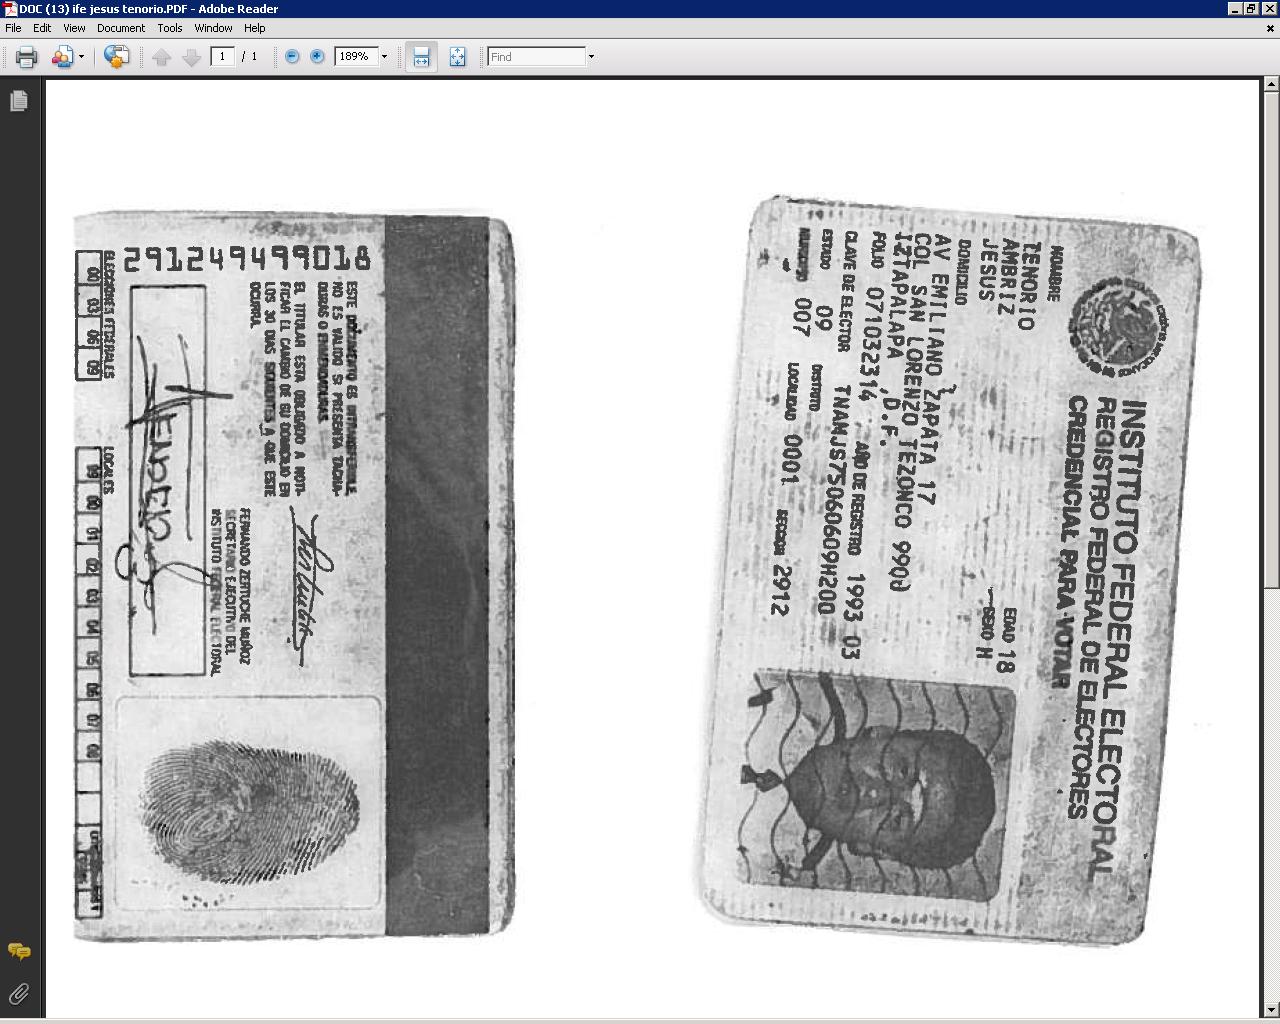 DOC (13) ife jesus tenorio.PDF - Adobe Reader
File Edit View Document Tools Window Help
1 / 1 189% Find
291249499018
ELECCIONES FEDERALES
00 03 06 09
LOCALES
99 00 01 02 03 04 05 06 07 08
ESTE DOCUMENTO ES INTRANSFERIBLE
NO ES VALIDO SI PRESENTA TACHA-
DURAS O ENMENDADURAS.
EL TITULAR ESTA OBLIGADO A NOTI-
FICAR EL CAMBIO DE SU DOMICILIO EN
LOS 30 DIAS SIGUIENTES A QUE ESTE
OCURRA.
FERNANDO ZERTUCHE MUÑOZ
SECRETARIO EJECUTIVO DEL
INSTITUTO FEDERAL ELECTORAL
INSTITUTO FEDERAL ELECTORAL
REGISTRO FEDERAL DE ELECTORES
CREDENCIAL PARA VOTAR
NOMBRE
TENORIO
AMBRIZ
JESUS
EDAD 18
SEXO H
DOMICILIO
AV EMILIANO ZAPATA 17
COL SAN LORENZO TEZONCO 9900
IZTAPALAPA ,D.F.
FOLIO 071032314 AÑO DE REGISTRO 1993 03
CLAVE DE ELECTOR TNAMJS75060609H200
ESTADO 09 DISTRITO
MUNICIPIO 007 LOCALIDAD 0001 SECCION 2912